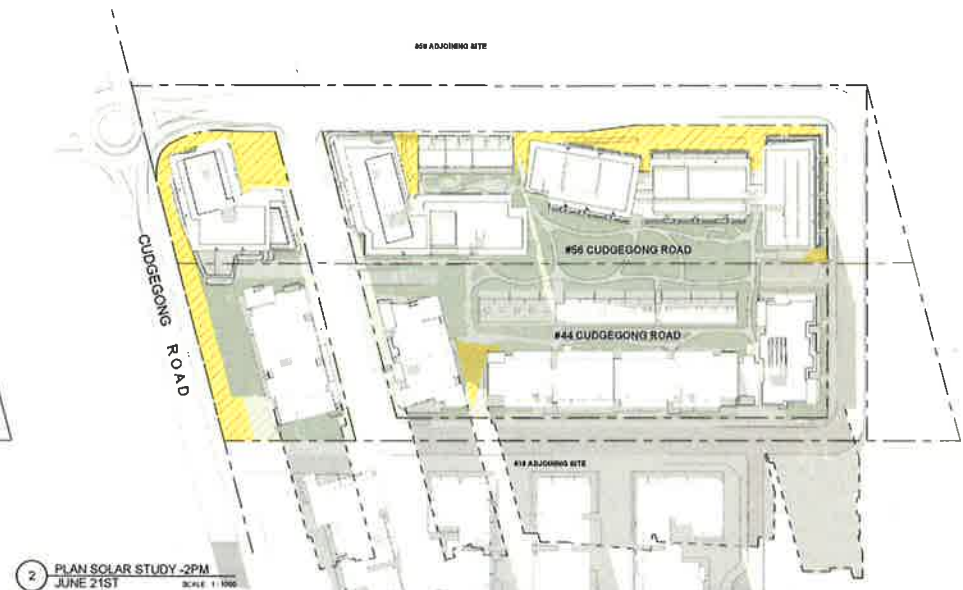 ADJOINING SITE
CUDGEGONG
ROAD
#56 CUDGEGONG ROAD
#44 CUDGEGONG ROAD
ADJOINING SITE
2
PLAN SOLAR STUDY -2PM
JUNE 21ST
SCALE 1:1000